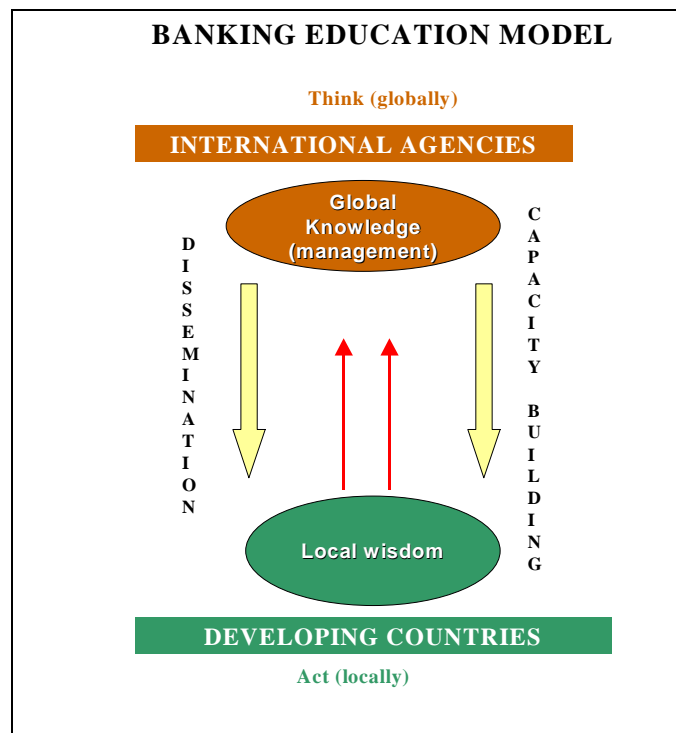 BANKING EDUCATION MODEL
Think (globally)
INTERNATIONAL AGENCIES
Global
Knowledge
(management)
DISSEMINATION
CAPACITY BUILDING
Local wisdom
DEVELOPING COUNTRIES
Act (locally)